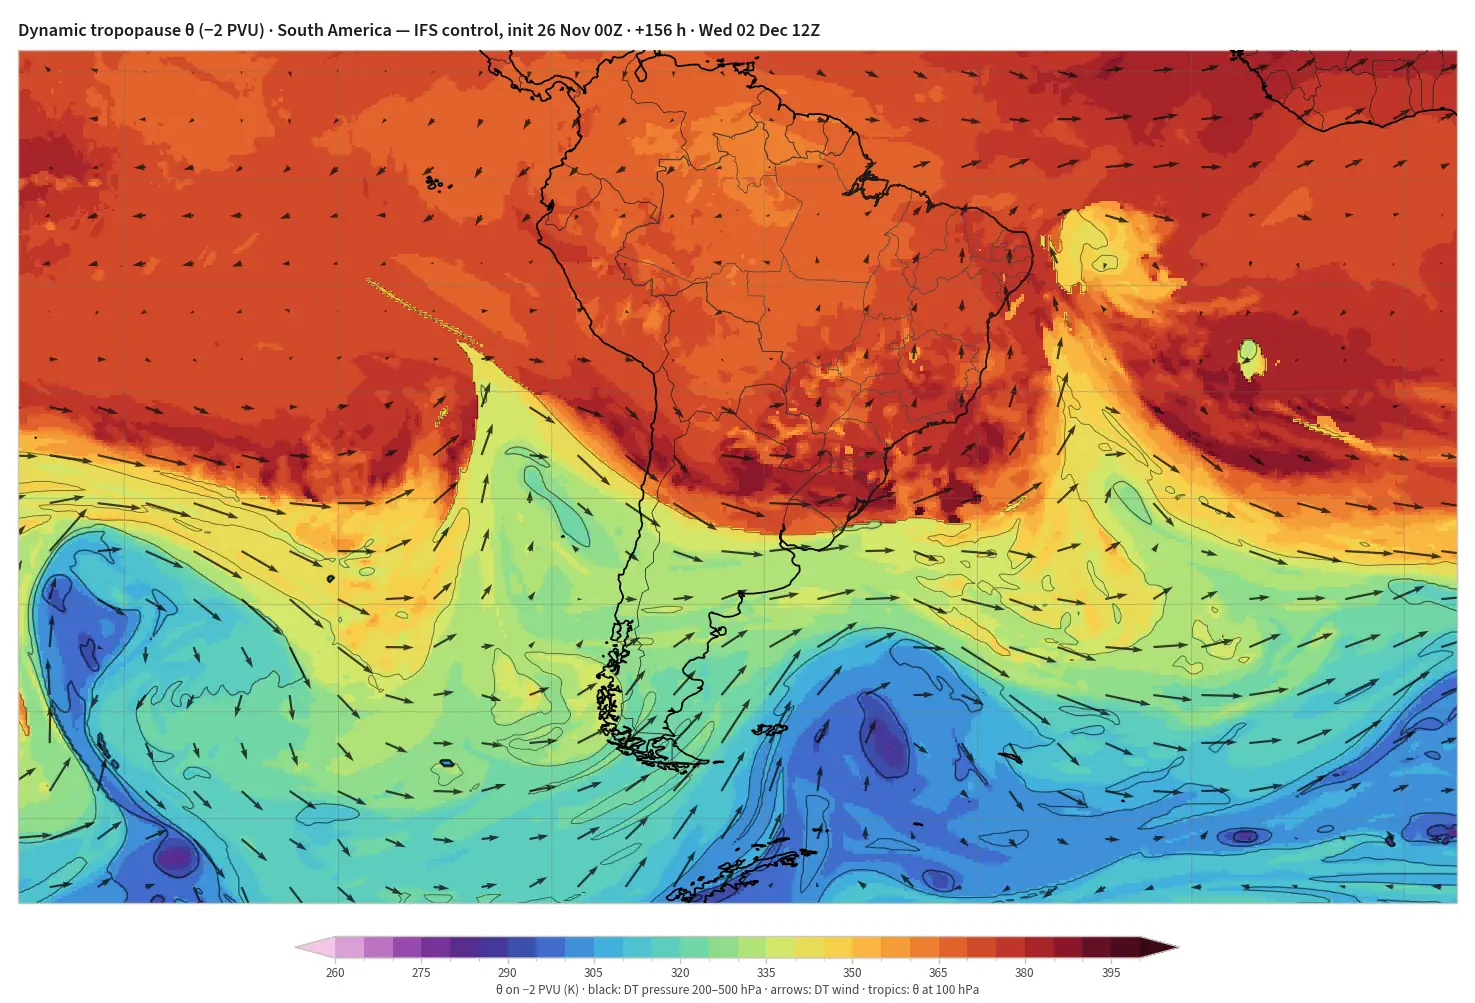 Dynamic tropopause θ (−2 PVU) · South America — IFS control, init 26 Nov 00Z · +156 h · Wed 02 Dec 12Z
260 275 290 305 320 335 350 365 380 395
θ on −2 PVU (K) · black: DT pressure 200–500 hPa · arrows: DT wind · tropics: θ at 100 hPa